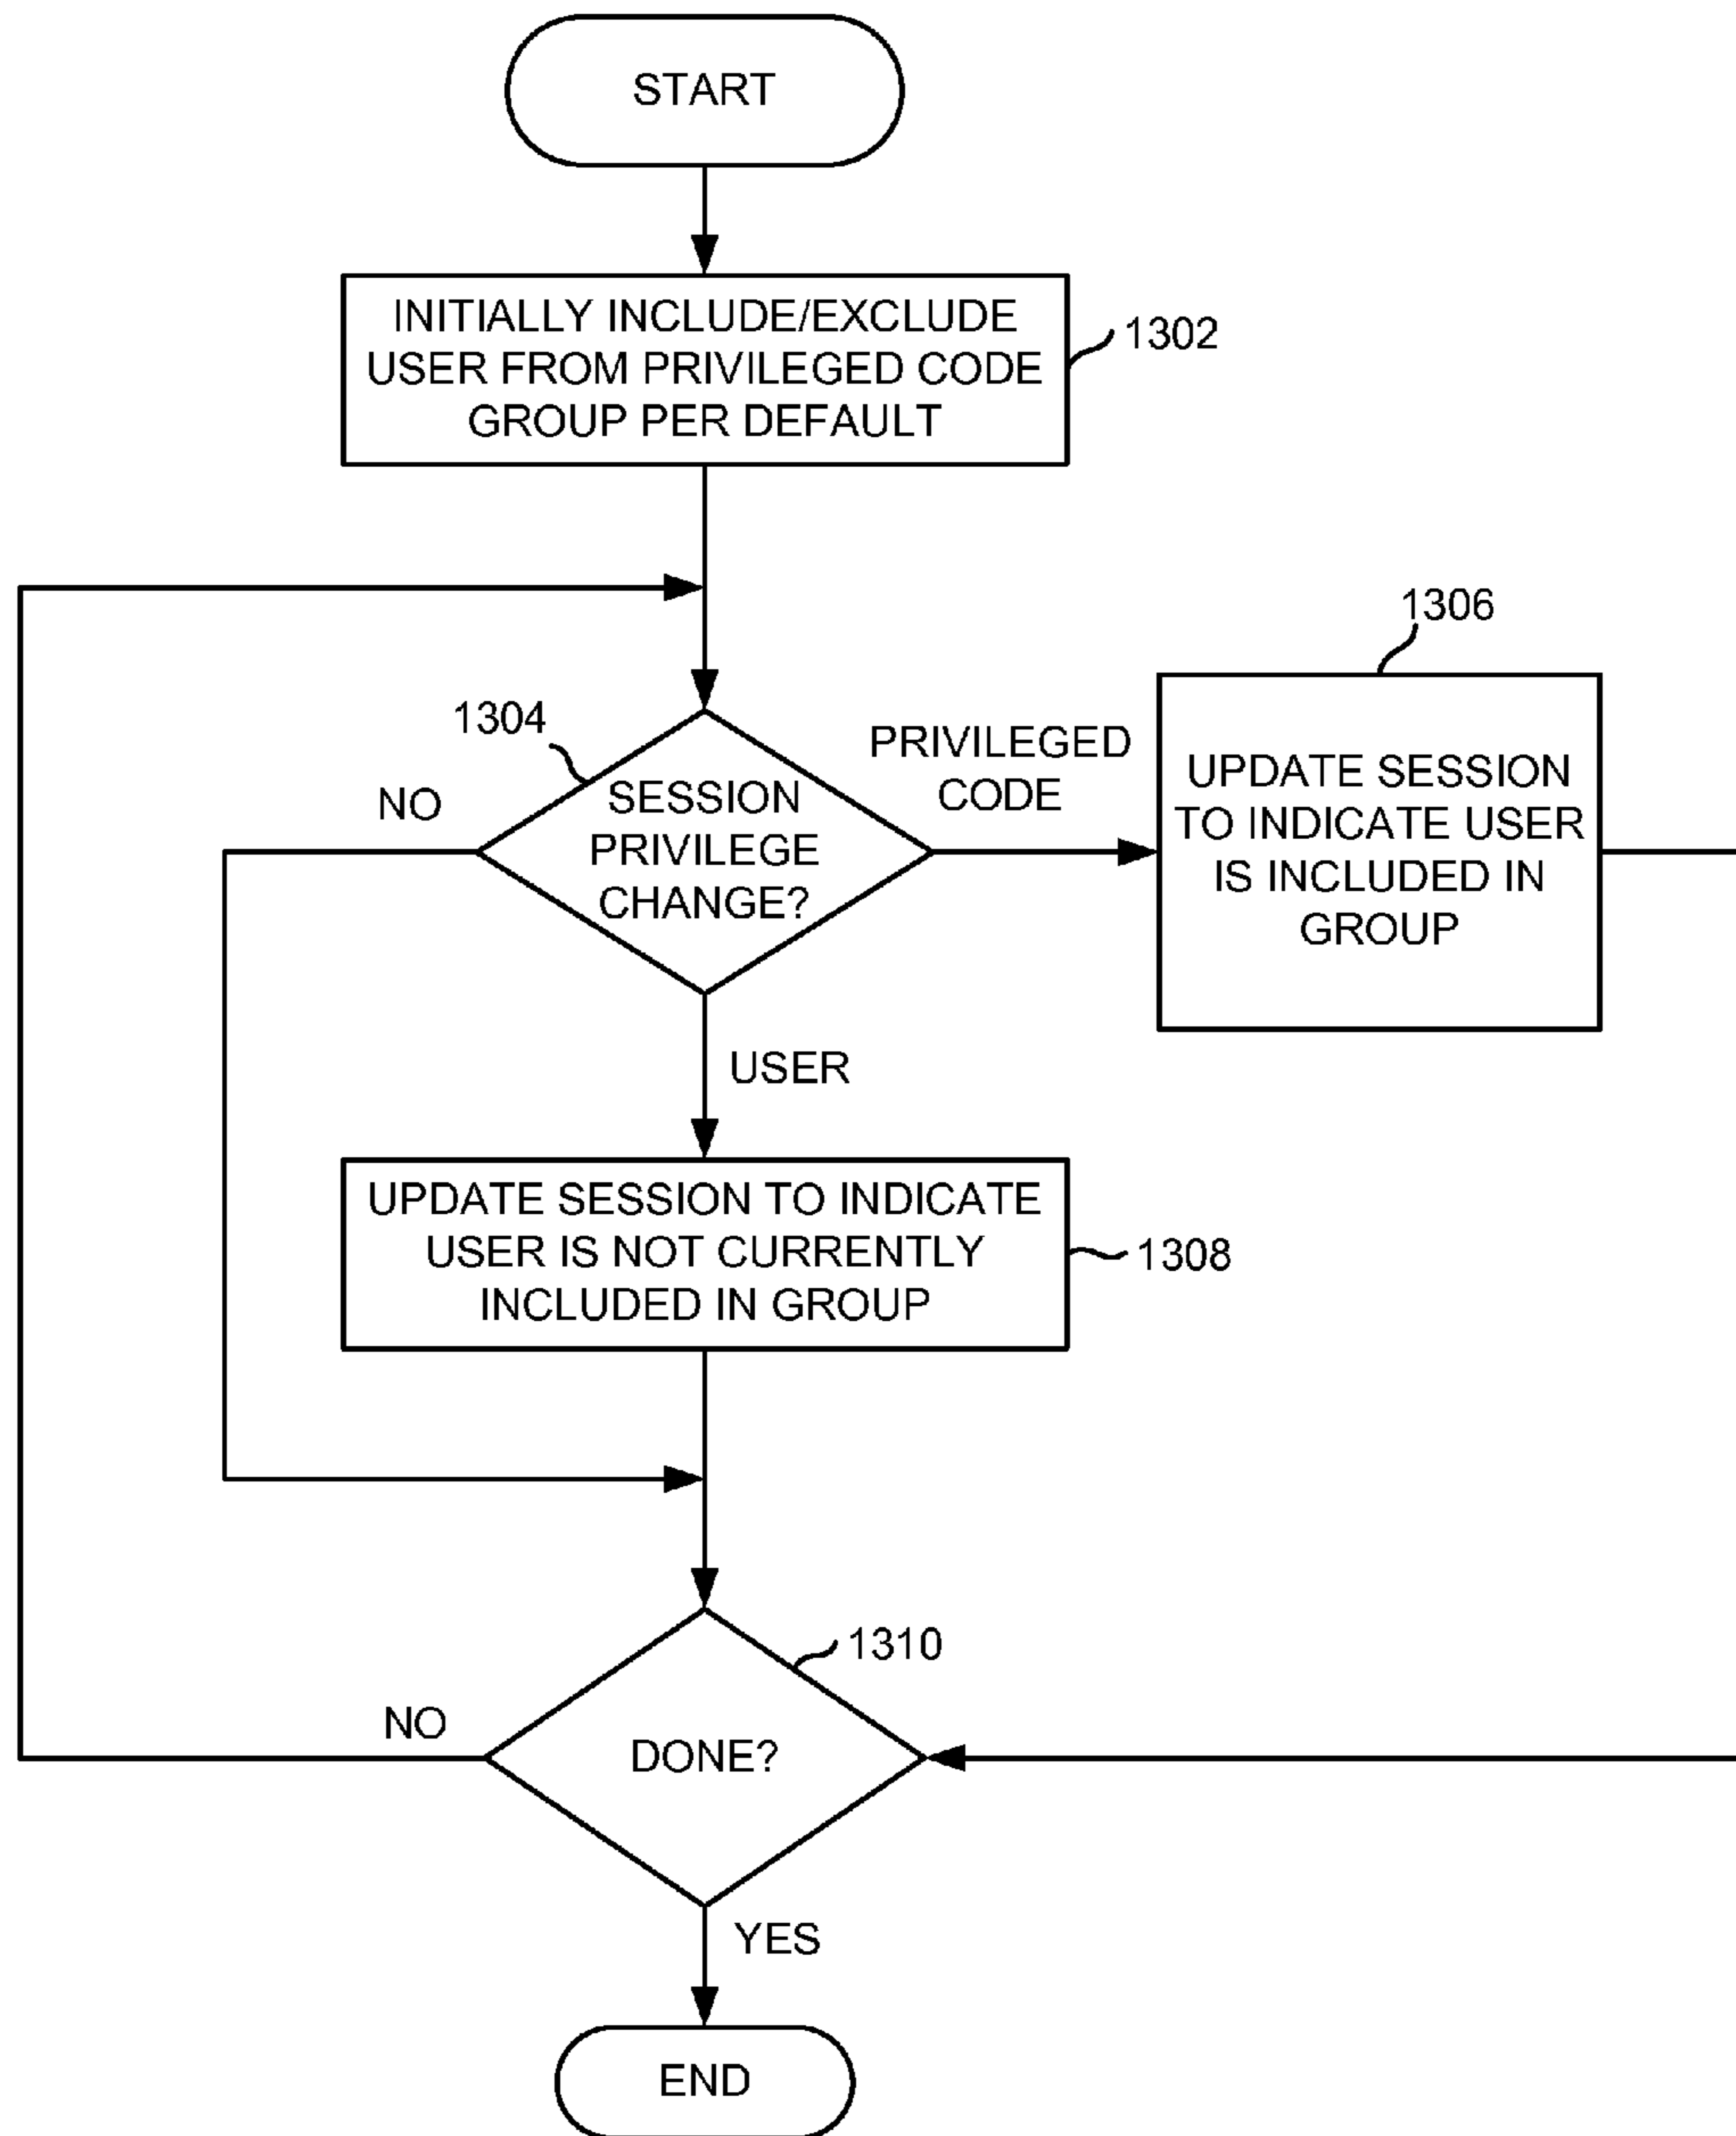 START
INITIALLY INCLUDE/EXCLUDE
USER FROM PRIVILEGED CODE
GROUP PER DEFAULT
1302
1306
1304
NO
SESSION
PRIVILEGE
CHANGE?
PRIVILEGED
CODE
UPDATE SESSION
TO INDICATE USER
IS INCLUDED IN
GROUP
USER
UPDATE SESSION TO INDICATE
USER IS NOT CURRENTLY
INCLUDED IN GROUP
1308
1310
NO
DONE?
YES
END